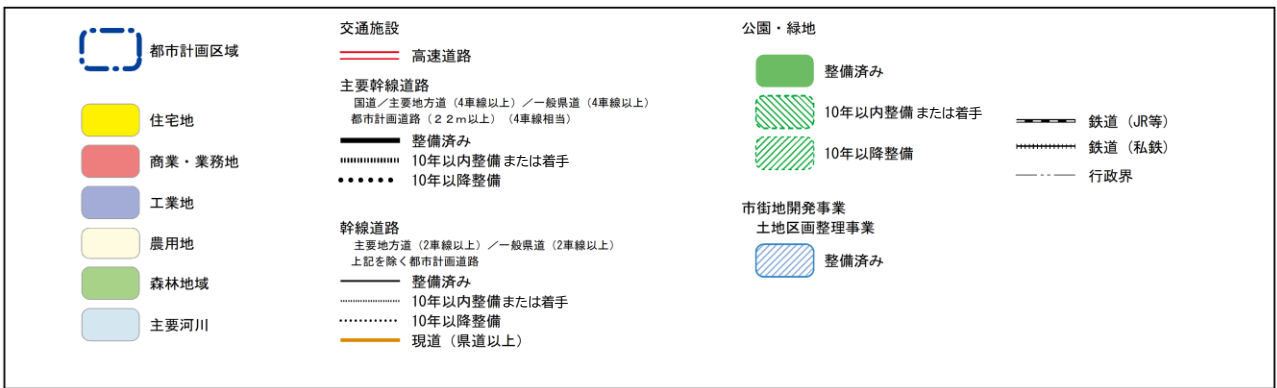 都市計画区域
住宅地
商業・業務地
工業地
農用地
森林地域
主要河川
交通施設
高速道路
主要幹線道路
国道／主要地方道（4車線以上）／一般県道（4車線以上）
都市計画道路（２２ｍ以上）（4車線相当）
整備済み
10年以内整備または着手
10年以降整備
幹線道路
主要地方道（2車線以上）／一般県道（2車線以上）
上記を除く都市計画道路
整備済み
10年以内整備または着手
10年以降整備
現道（県道以上）
公園・緑地
整備済み
10年以内整備または着手
10年以降整備
市街地開発事業
土地区画整理事業
整備済み
鉄道（JR等）
鉄道（私鉄）
行政界